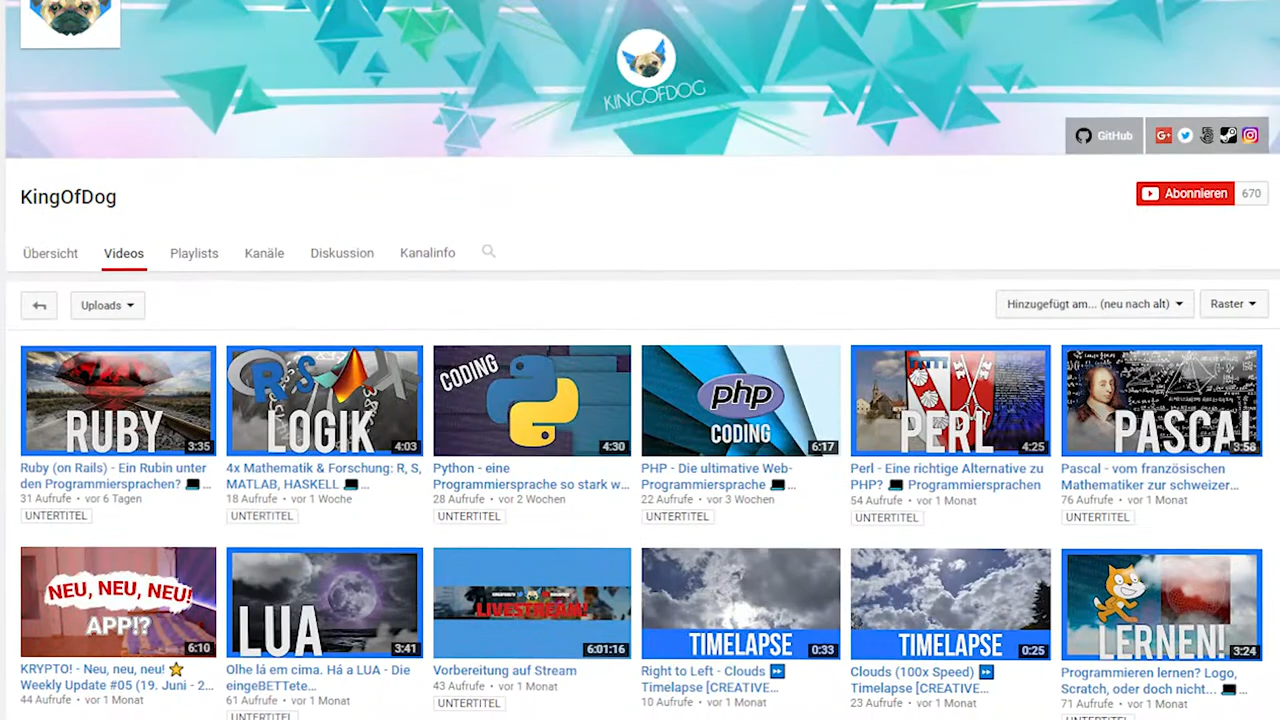 KINGOFDOG
GitHub
G+
KingOfDog
Abonnieren 670
Übersicht Videos Playlists Kanäle Diskussion Kanalinfo
Uploads
Hinzugefügt am... (neu nach alt) Raster
RUBY 3:35
LOGIK 4:03
CODING 4:30
php CODING 6:17
PERL 4:25
PASCAL 3:58
Ruby (on Rails) - Ein Rubin unter
den Programmiersprachen? ...
31 Aufrufe • vor 6 Tagen
UNTERTITEL
4x Mathematik & Forschung: R, S,
MATLAB, HASKELL ...
18 Aufrufe • vor 1 Woche
UNTERTITEL
Python - eine
Programmiersprache so stark w...
28 Aufrufe • vor 2 Wochen
UNTERTITEL
PHP - Die ultimative Web-
Programmiersprache ...
22 Aufrufe • vor 3 Wochen
UNTERTITEL
Perl - Eine richtige Alternative zu
PHP? Programmiersprachen
54 Aufrufe • vor 1 Monat
UNTERTITEL
Pascal - vom französischen
Mathematiker zur schweizer...
76 Aufrufe • vor 1 Monat
UNTERTITEL
NEU, NEU, NEU!
APP!? 6:10
LUA 3:41
LIVESTREAM! 6:01:16
TIMELAPSE 0:33
TIMELAPSE 0:25
LERNEN! 3:24
KRYPTO! - Neu, neu, neu! ⭐
Weekly Update #05 (19. Juni - 2...
44 Aufrufe • vor 1 Monat
Olhe lá em cima. Há a LUA - Die
eingeBETTete...
61 Aufrufe • vor 1 Monat
UNTERTITEL
Vorbereitung auf Stream
43 Aufrufe • vor 1 Monat
UNTERTITEL
Right to Left - Clouds ⏩
Timelapse [CREATIVE...
10 Aufrufe • vor 1 Monat
Clouds (100x Speed) ⏩
Timelapse [CREATIVE...
23 Aufrufe • vor 1 Monat
Programmieren lernen? Logo,
Scratch, oder doch nicht... ...
71 Aufrufe • vor 1 Monat
UNTERTITEL